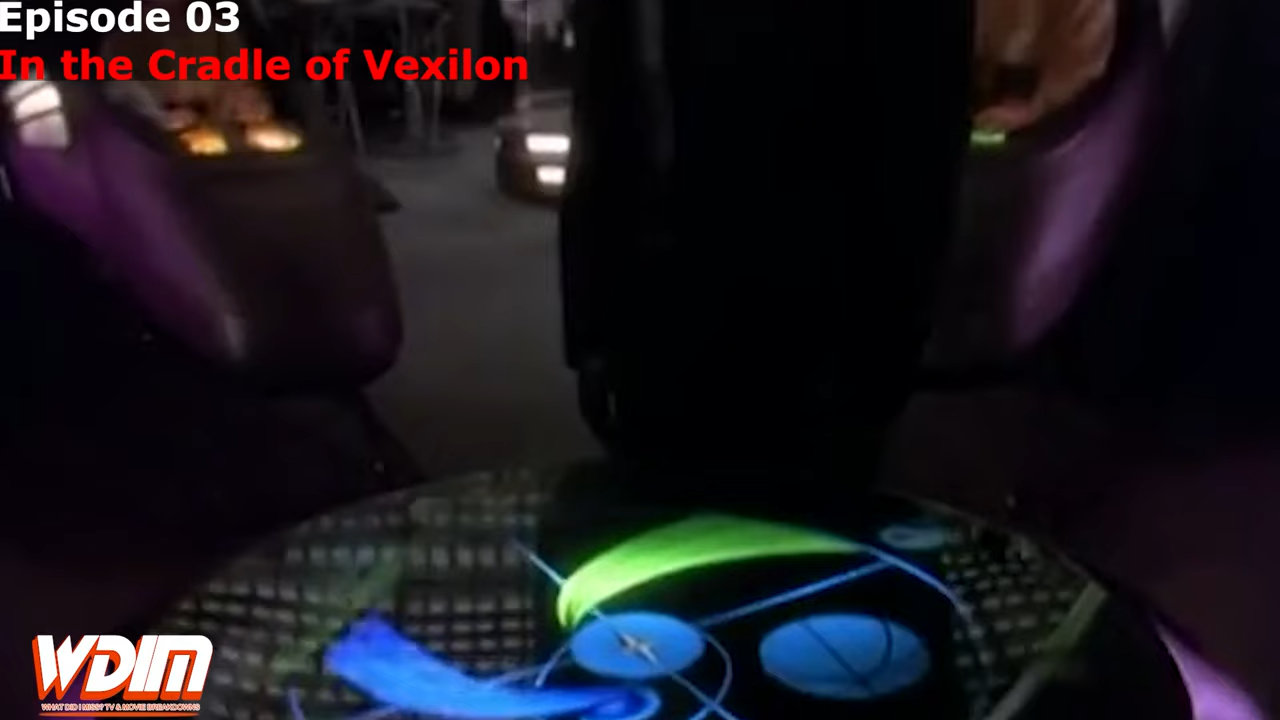 Episode 03
In the Cradle of Vexilon
WDIM
WHAT DID I MISS? TV & MOVIE BREAKDOWNS